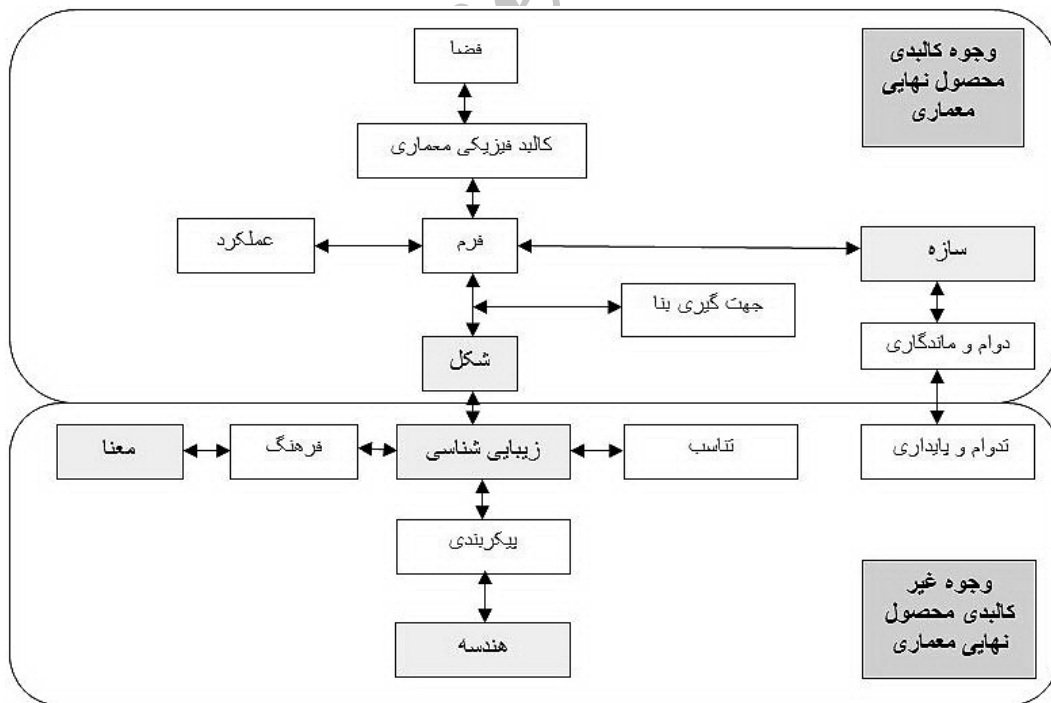 فضا
وجوه کالبدی
محصول نهایی
معماری
کالبد فیزیکی معماری
سازه
فرم
عملکرد
جهت گیری بنا
دوام و ماندگاری
شکل
تدوام و پایداری
تناسب
زیبایی شناسی
فرهنگ
معنا
پیکربندی
وجوه غیر
کالبدی محصول
نهایی معماری
هندسه